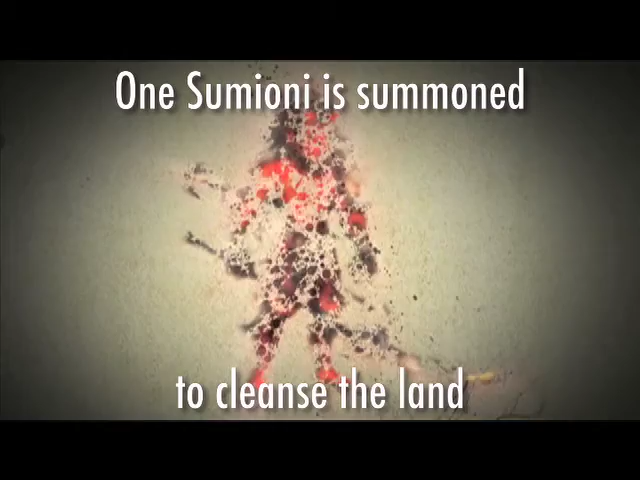 One Sumioni is summoned
to cleanse the land